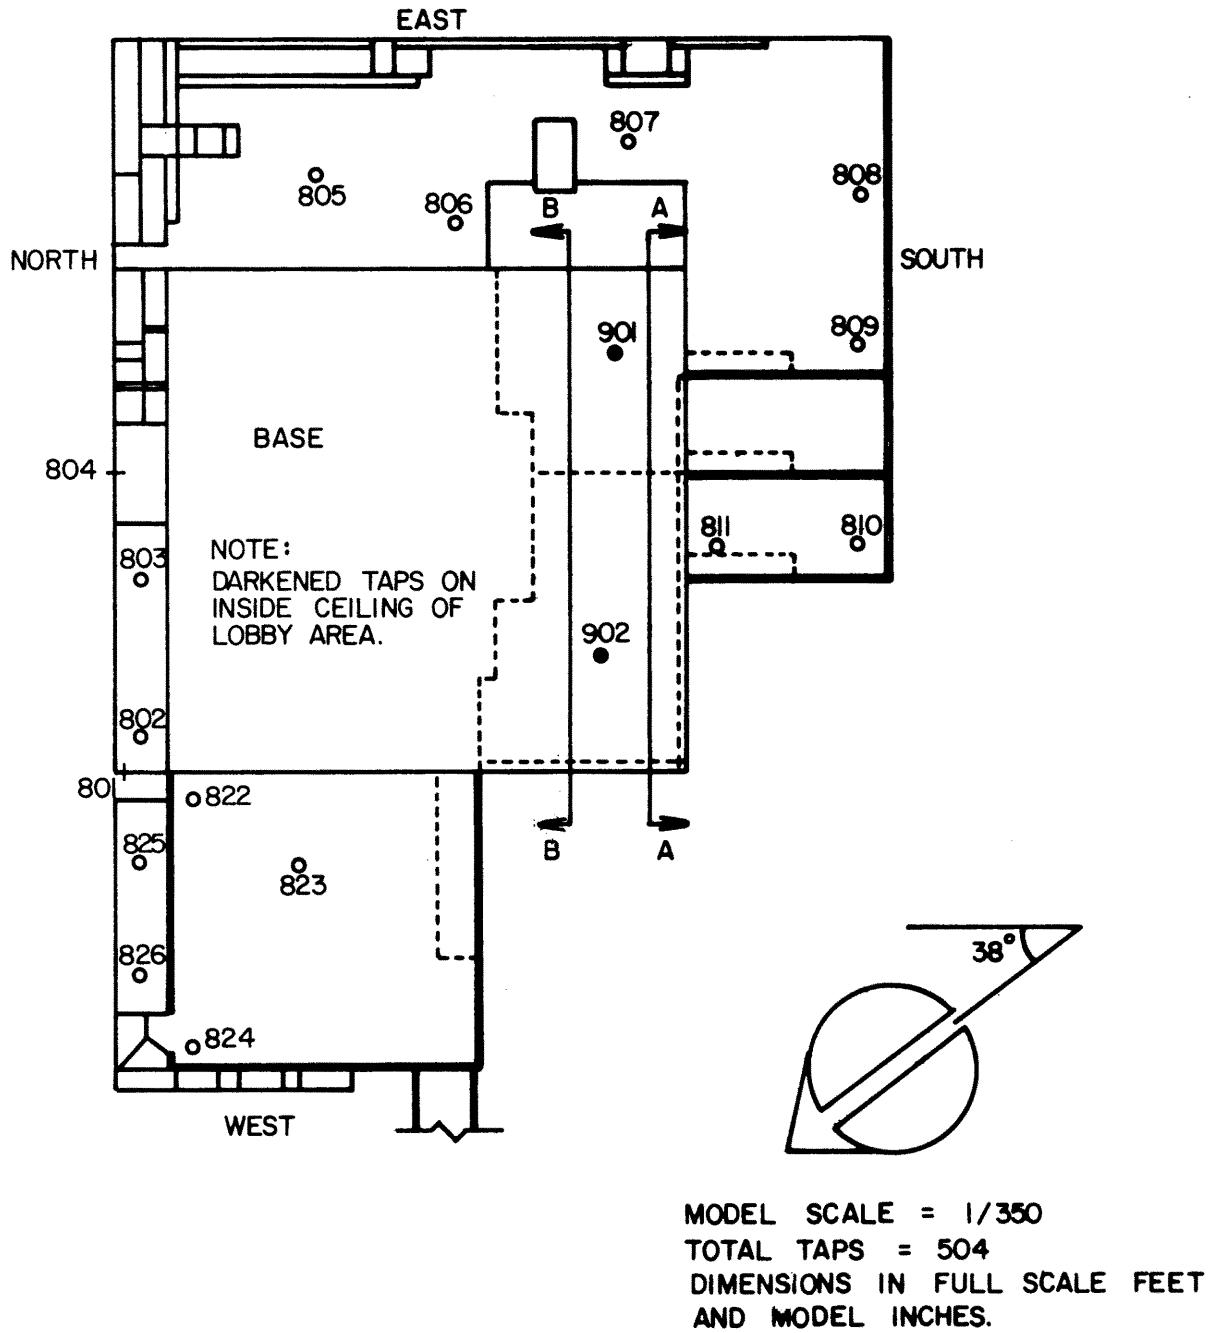 EAST
807
805
806
808
B
A
NORTH
SOUTH
901
809
BASE
804
811
810
803
NOTE:
DARKENED TAPS ON
INSIDE CEILING OF
LOBBY AREA.
902
802
801
822
825
B
A
823
826
38°
824
WEST
MODEL SCALE = 1/350
TOTAL TAPS = 504
DIMENSIONS IN FULL SCALE FEET
AND MODEL INCHES.